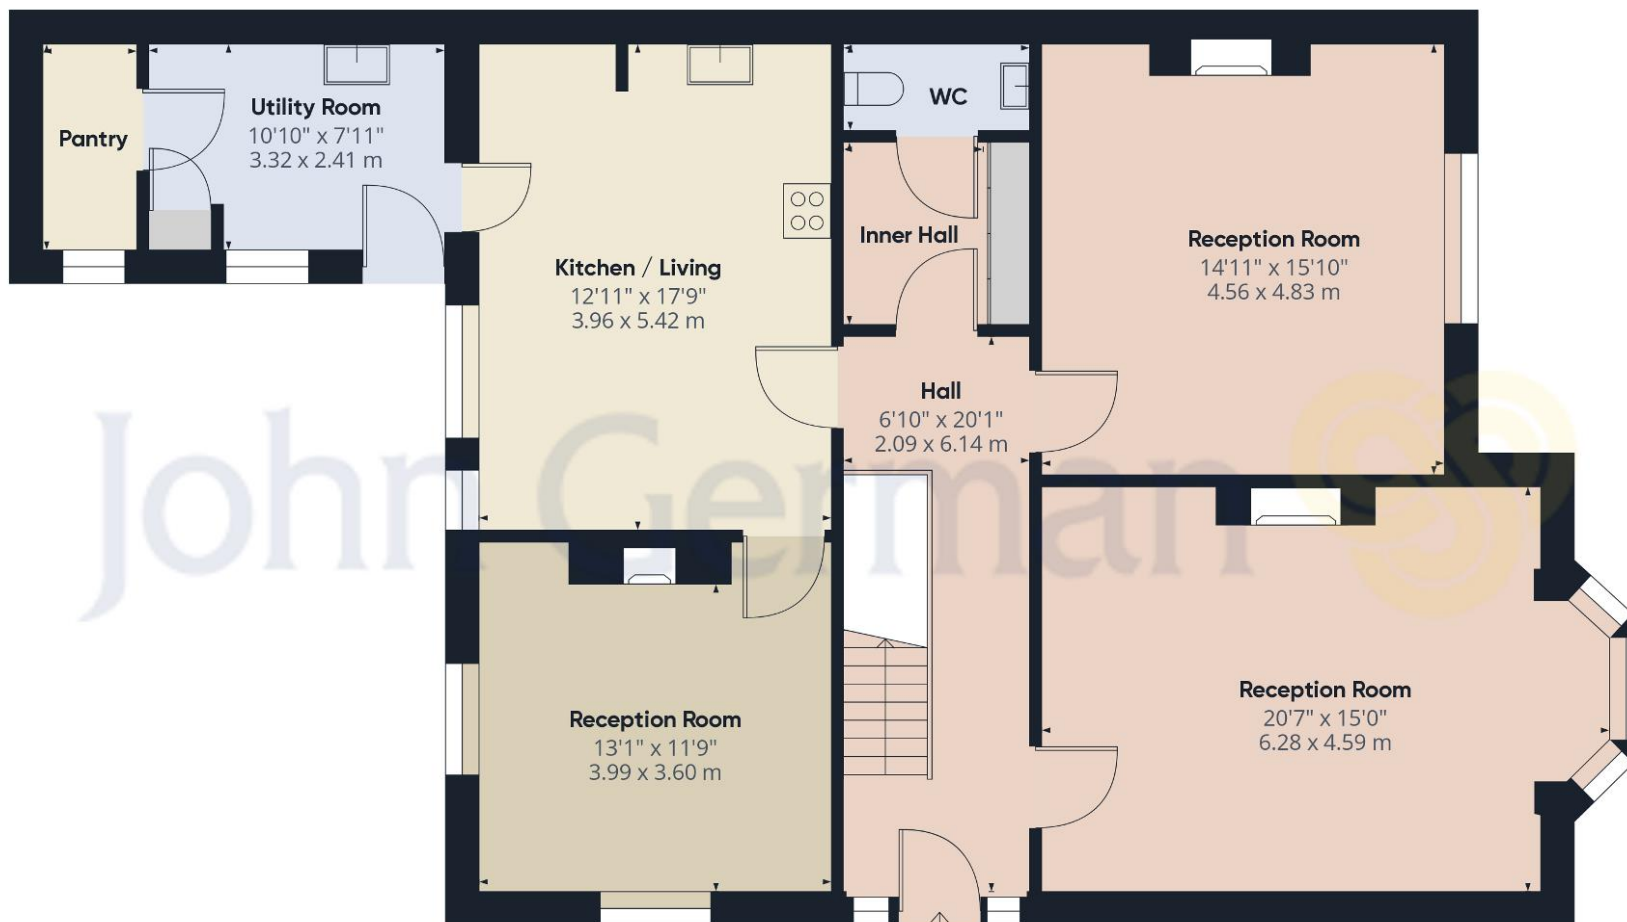 Pantry
Utility Room
10'10" x 7'11"
3.32 x 2.41 m
Kitchen / Living
12'11" x 17'9"
3.96 x 5.42 m
WC
Inner Hall
Hall
6'10" x 20'1"
2.09 x 6.14 m
Reception Room
14'11" x 15'10"
4.56 x 4.83 m
Reception Room
13'1" x 11'9"
3.99 x 3.60 m
Reception Room
20'7" x 15'0"
6.28 x 4.59 m
John German